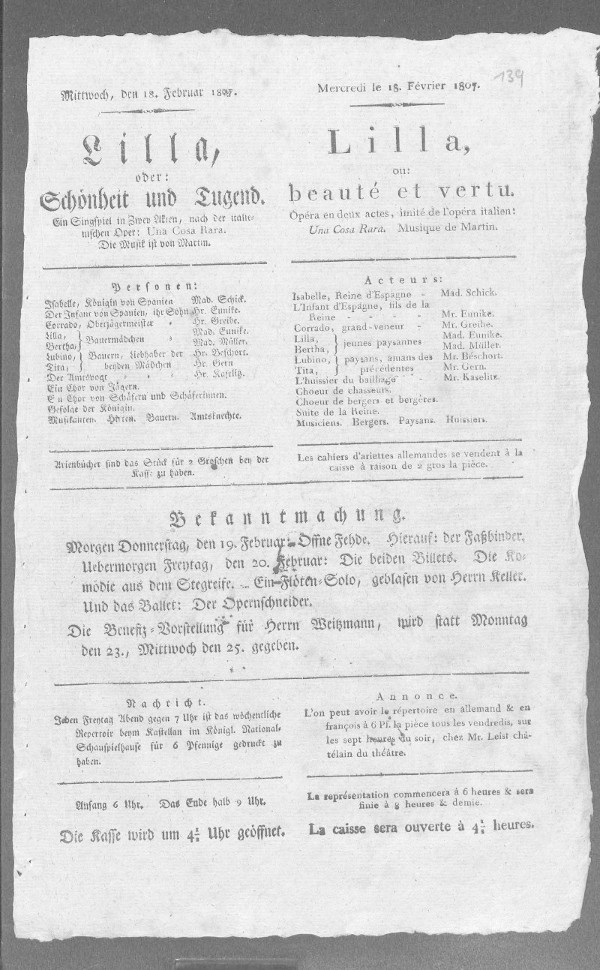 139
Mittwoch, den 18. Februar 1807.
Lilla,
oder:
Schönheit und Tugend.
Ein Singspiel in Zwey Akten, nach der italie-
nischen Oper: Una Cosa Rara.
Die Musik ist von Martin.
Personen:
Isabelle, Königin von Spanien Mad. Schick.
Der Infant von Spanien, ihr Sohn Hr. Eunike.
Corrado, Oberjägermeister Hr. Greibe.
Lilla, } Bauermädchen Mad. Eunike.
Bertha, Mad. Müller.
Lubino, } Bauern, Liebhaber der Hr. Beschort.
Tita, } beyden Mädchen Hr. Gern
Der Amtsvogt Hr. Kaselitz.
Ein Chor von Jägern.
Ein Chor von Schäfern und Schäferinnen.
Gefolge der Königin.
Musikanten. Hirten. Bauern. Amtsknechte.
Arienbücher sind das Stück für 2 Groschen bey der
Kasse zu haben.
Mercredi le 18. Février 1807.
Lilla,
ou:
beauté et vertu.
Opéra en deux actes, imité de l'opéra italien:
Una Cosa Rara. Musique de Martin.
Acteurs:
Isabelle, Reine d'Espagne - Mad. Schick.
L'Infant d'Espagne, fils de la
Reine - - - - Mr. Eunike.
Corrado, grand-veneur - Mr. Greibe.
Lilla, } jeunes paysannes Mad. Eunike.
Bertha, Mad. Müller.
Lubino, } paysans, amans des Mr. Béschort.
Tita, } précédentes Mr. Gern.
L'huissier du bailliage Mr. Kaselitz.
Choeur de chasseurs.
Choeur de bergers et bergères.
Suite de la Reine.
Musiciens. Bergers. Paysans. Huissiers.
Les cahiers d'ariettes allemandes se vendent à la
caisse à raison de 2 gros la pièce.
Bekanntmachung.
Morgen Donnerstag, den 19. Februar: Offne Fehde. Hierauf: der Faßbinder.
Uebermorgen Freytag, den 20. Februar: Die beiden Billets. Die Ko-
mödie aus dem Stegreife. Ein Flöten-Solo, geblasen von Herrn Keller.
Und das Ballet: Der Opernschneider.
Die Benefiz-Vorstellung für Herrn Weitzmann, wird statt Monntag
den 23., Mittwoch den 25. gegeben.
Nachricht.
Jeden Freytag Abend gegen 7 Uhr ist das wöchentliche
Repertoir beym Kastellan im Königl. National-
Schauspielhause für 6 Pfennige gedruckt zu
haben.
Annonce.
L'on peut avoir le répertoire en allemand & en
françois à 6 Pf. la pièce tous les vendredis, sur
les sept heures du soir, chez Mr. Leist châ-
télain du théatre.
Anfang 6 Uhr. Das Ende halb 9 Uhr.
Die Kasse wird um 4½ Uhr geöffnet.
La représentation commencera à 6 heures & sera
finie à 8 heures & demie.
La caisse sera ouverte à 4½ heures.